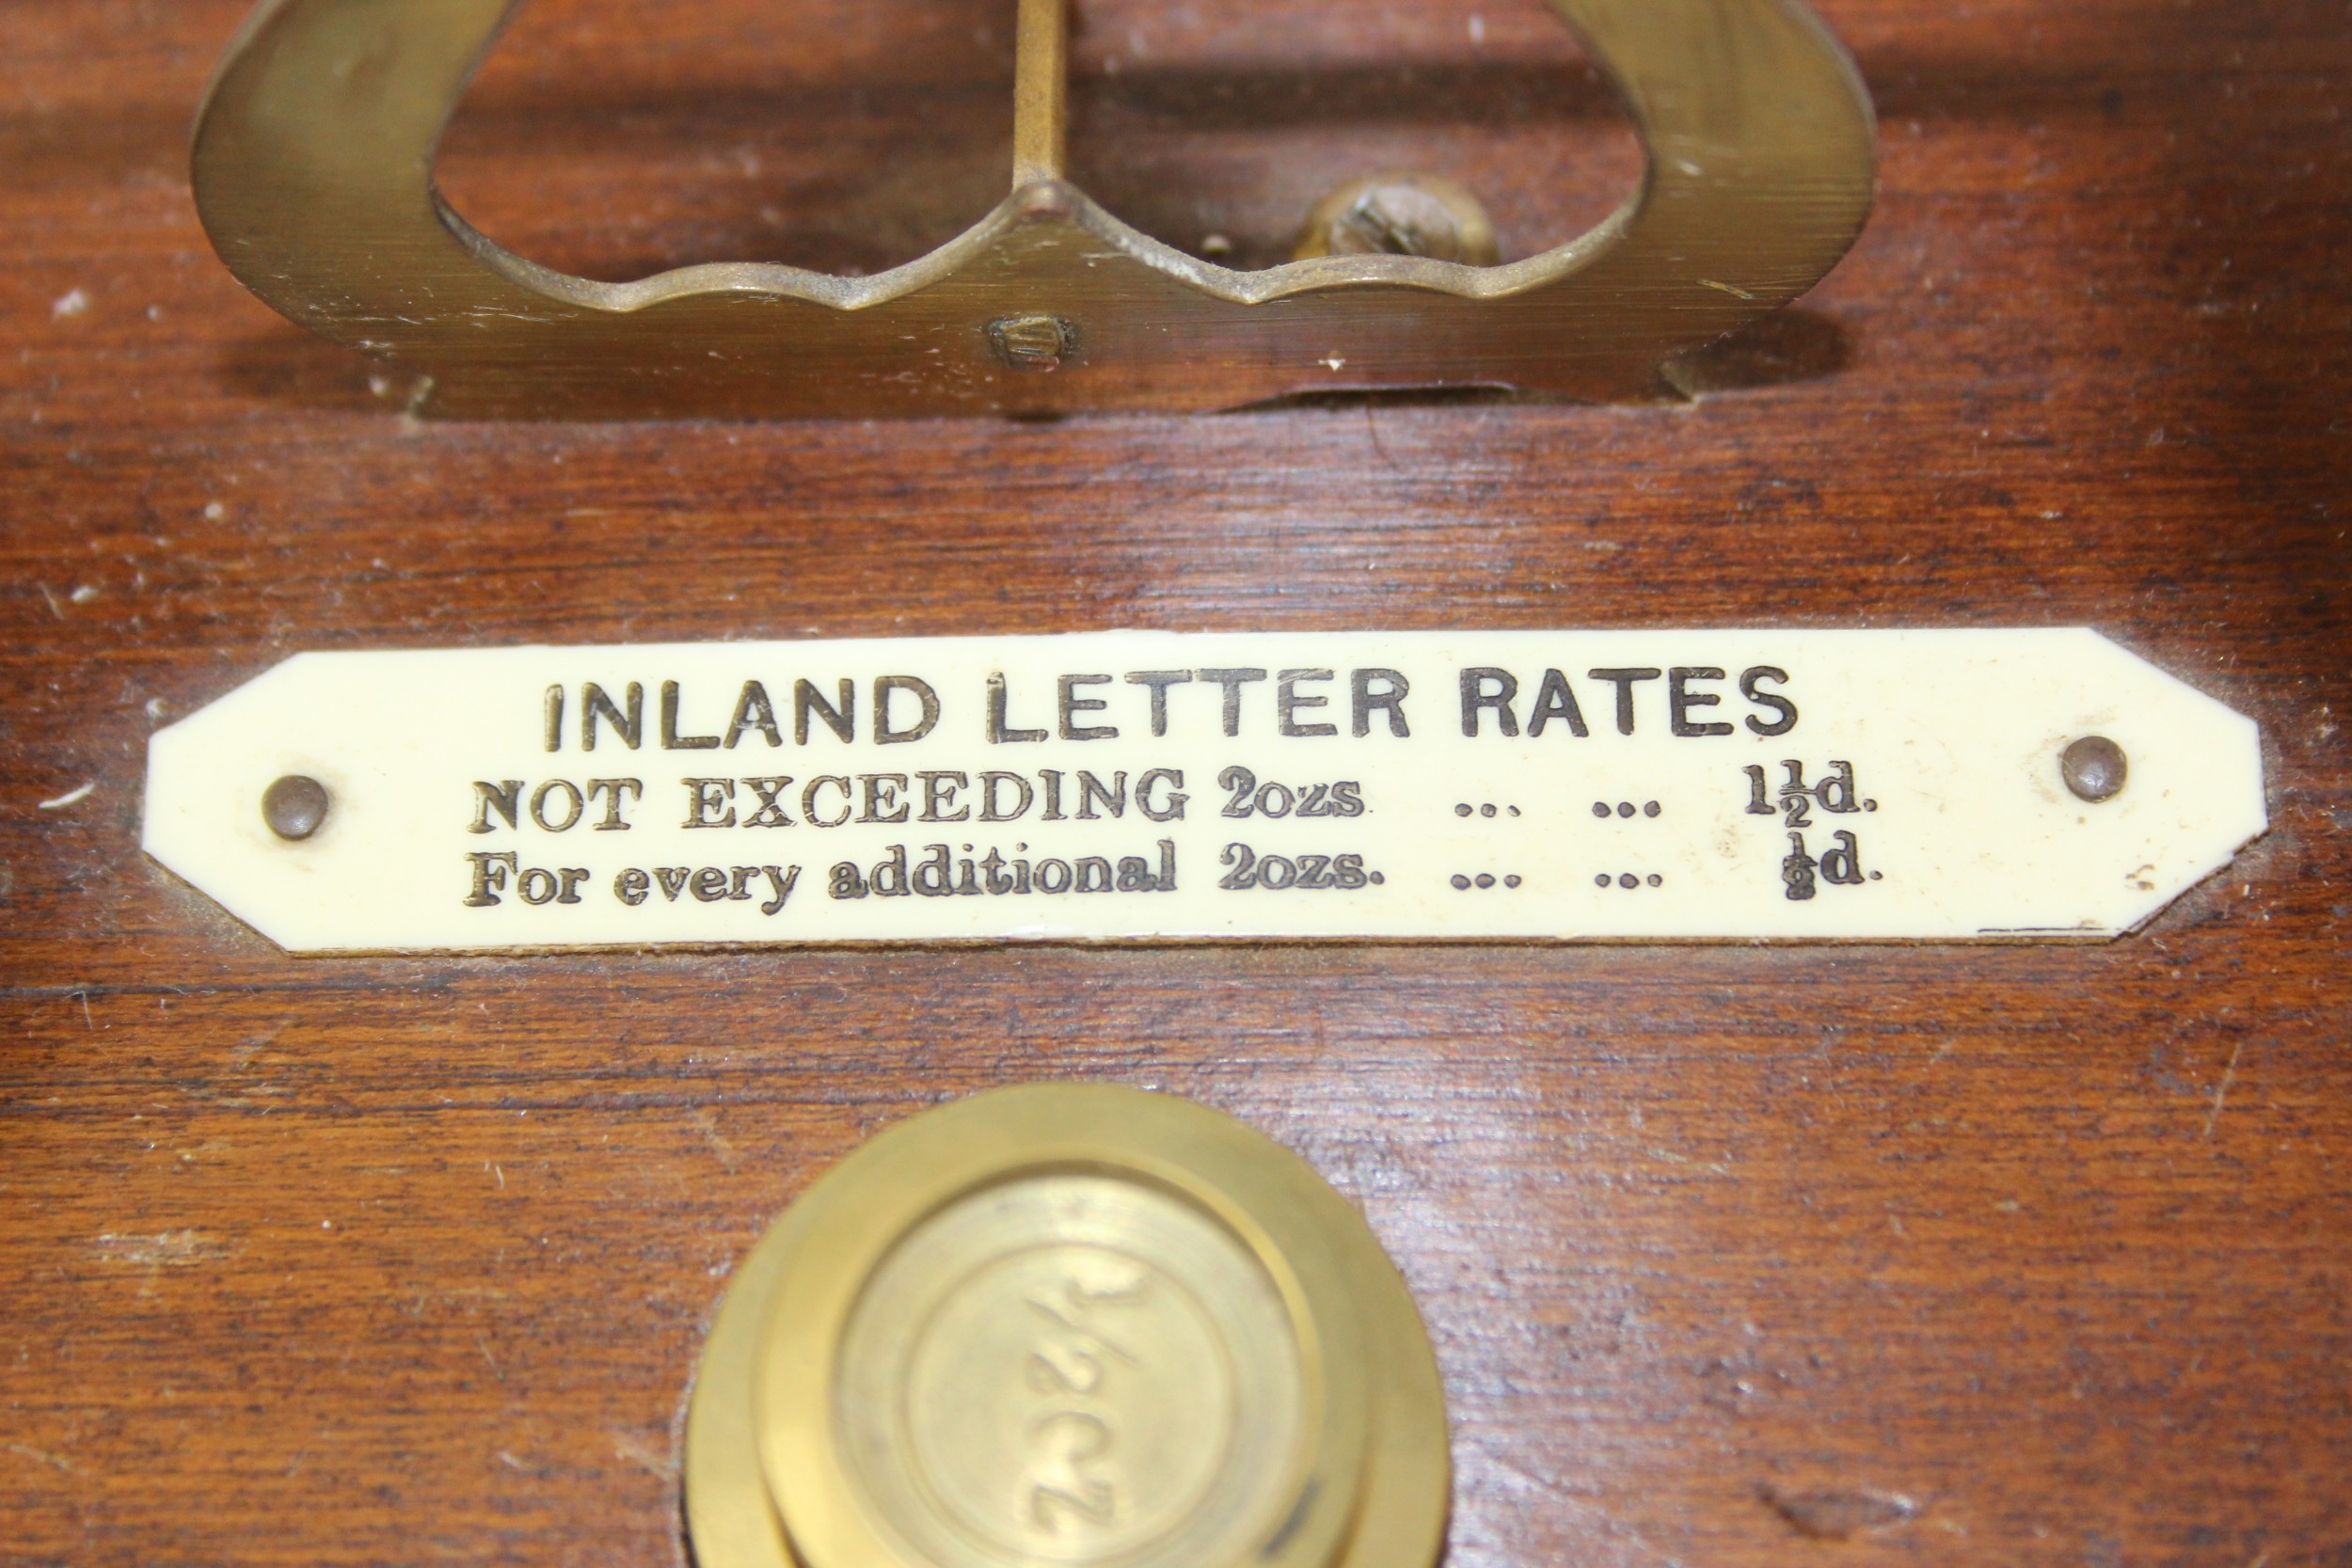 INLAND LETTER RATES
NOT EXCEEDING 2ozs. ... ... 1½d.
For every additional 2ozs. ... ... ½d.
1/2OZ